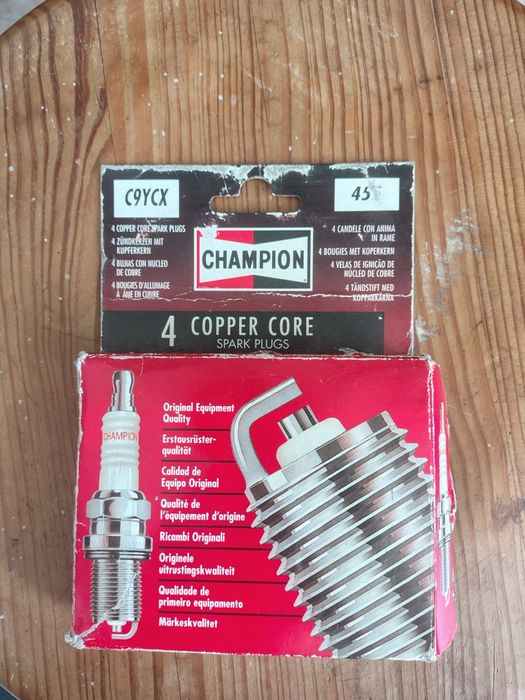 C9YCX
4 COPPER CORE SPARK PLUGS
4 ZÜNDKERZEN MIT
KUPFERKERN
4 BUJIAS CON NUCLEO
DE COBRE
4 BOUGIES D'ALLUMAGE
À ÂME EN CUIVRE
CHAMPION
4 CANDELE CON ANIMA
IN RAME
4 BOUGIES MET KOPERKERN
4 VELAS DE IGNIÇÃO DE
NÚCLEO DE COBRE
4 TÄNDSTIFT MED
KOPPARKÄRNA
4 COPPER CORE
SPARK PLUGS
CHAMPION
Original Equipment
Quality
Erstausrüster-
qualität
Calidad de
Equipo Original
Qualité de
l'équipement d'origine
Ricambi Originali
Originele
uitrustingskwaliteit
Qualidade de
primeiro equipamento
Märkeskvalitet